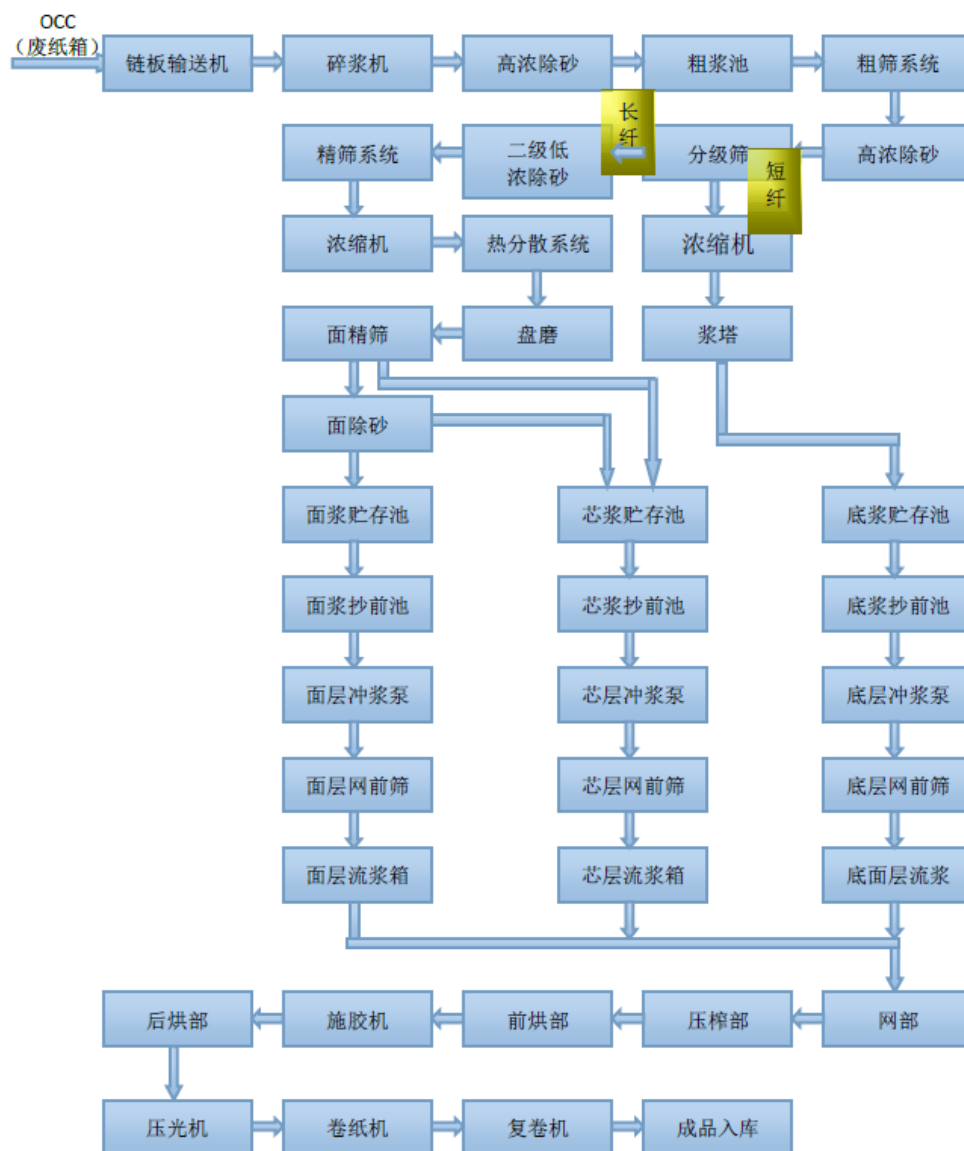 OCC
（废纸箱）
链板输送机
碎浆机
高浓除砂
粗浆池
粗筛系统
长
纤
精筛系统
二级低
浓除砂
分级筛
短
纤
高浓除砂
浓缩机
热分散系统
浓缩机
面精筛
盘磨
浆塔
面除砂
面浆贮存池
芯浆贮存池
底浆贮存池
面浆抄前池
芯浆抄前池
底浆抄前池
面层冲浆泵
芯层冲浆泵
底层冲浆泵
面层网前筛
芯层网前筛
底层网前筛
面层流浆箱
芯层流浆箱
底面层流浆
后烘部
施胶机
前烘部
压榨部
网部
压光机
卷纸机
复卷机
成品入库